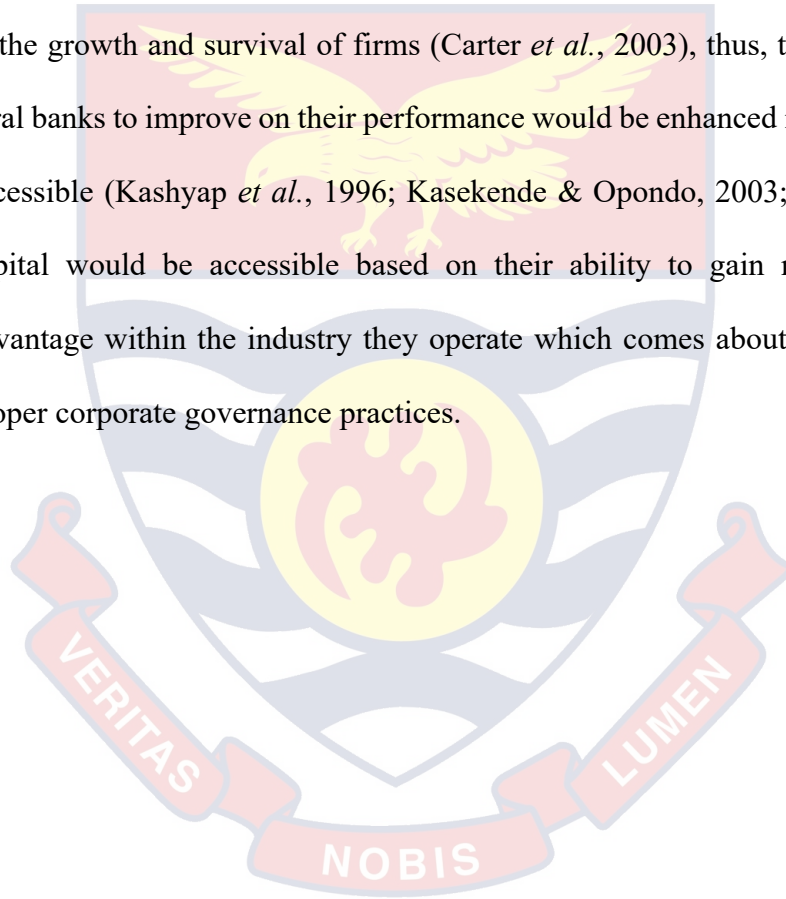 the growth and survival of firms (Carter et al., 2003), thus, t
ral banks to improve on their performance would be enhanced
cessible (Kashyap et al., 1996; Kasekende & Opondo, 2003;
pital would be accessible based on their ability to gain
vantage within the industry they operate which comes about
oper corporate governance practices.
VERITAS
NOBIS
LUMEN